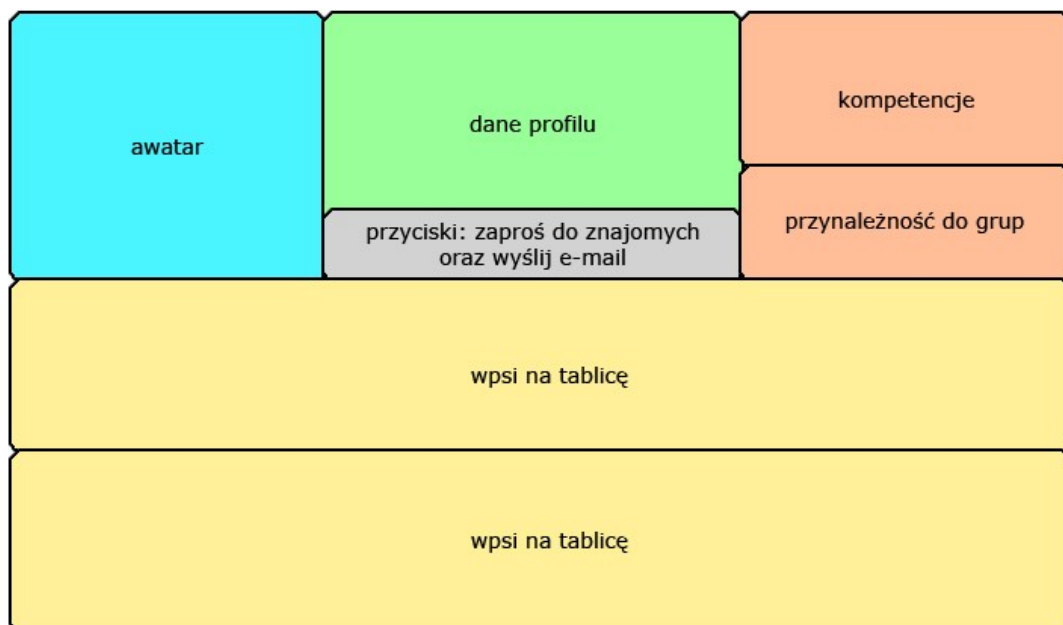 awatar
dane profilu
przyciski: zaproś do znajomych
oraz wyślij e-mail
kompetencje
przynależność do grup
wpsi na tablicę
wpsi na tablicę